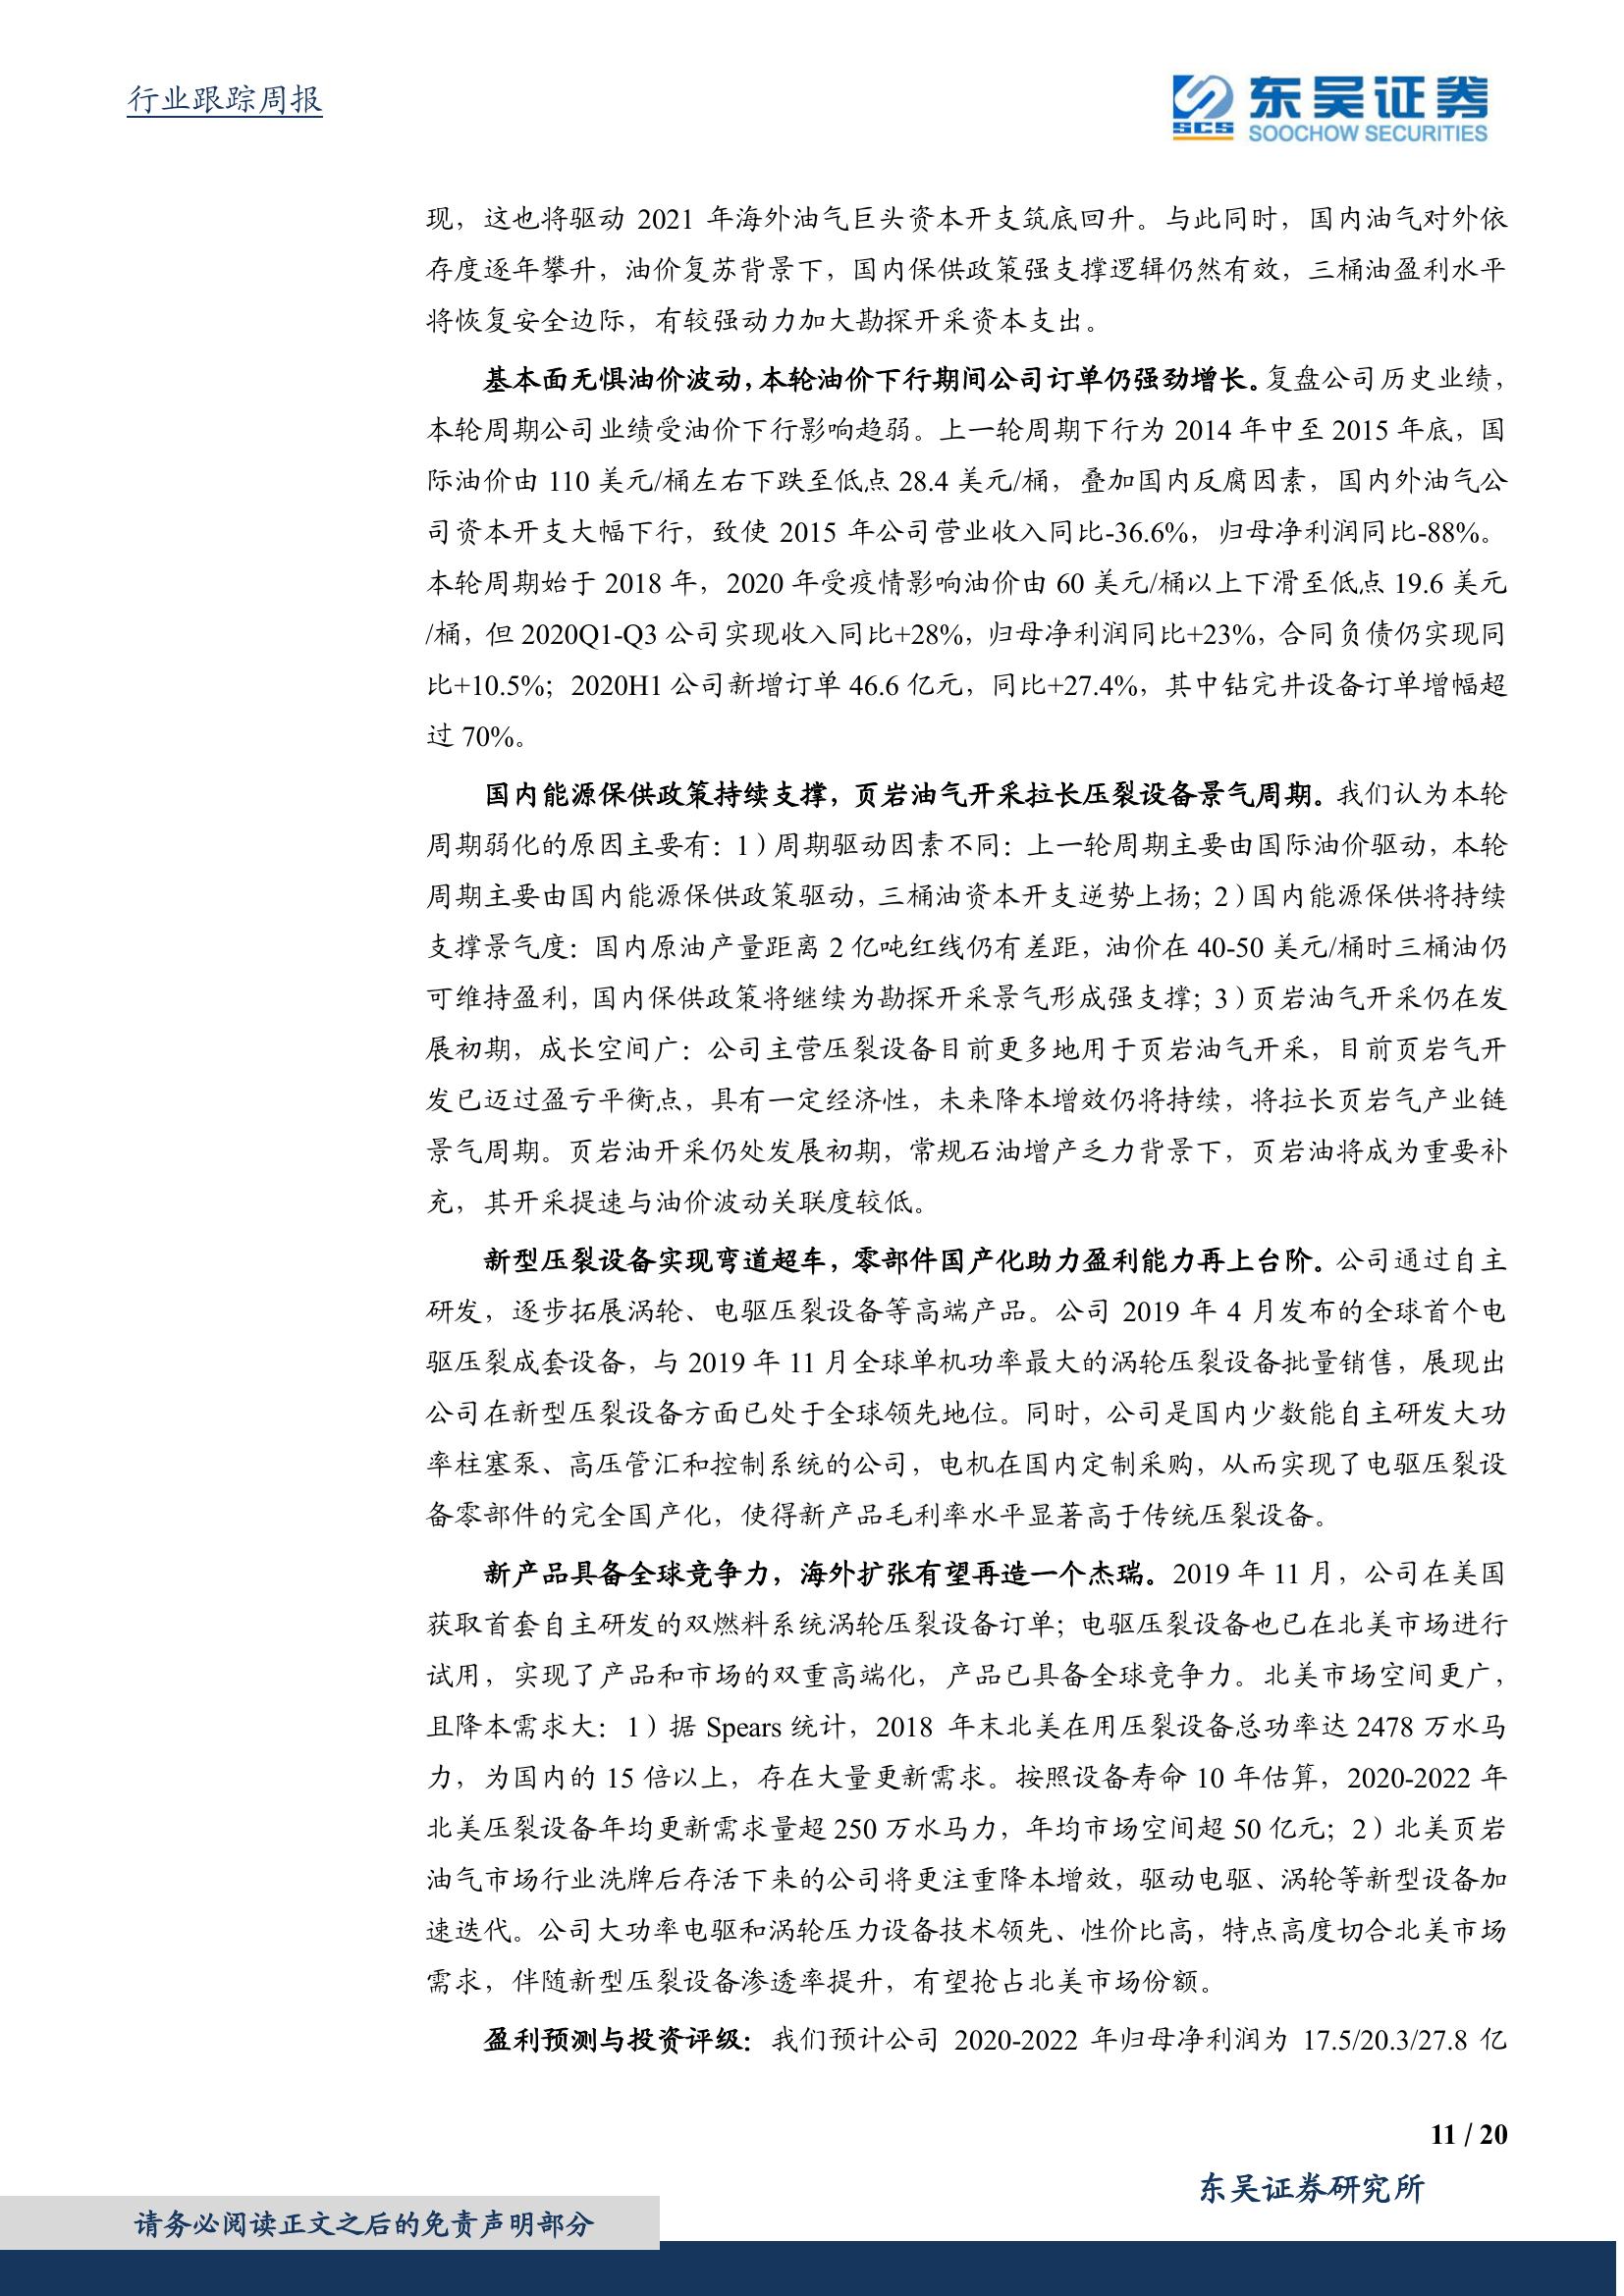 行业跟踪周报
SCS
东吴证券
SOOCHOW SECURITIES
现，这也将驱动 2021 年海外油气巨头资本开支筑底回升。与此同时，国内油气对外依
存度逐年攀升，油价复苏背景下，国内保供政策强支撑逻辑仍然有效，三桶油盈利水平
将恢复安全边际，有较强动力加大勘探开采资本支出。
基本面无惧油价波动，本轮油价下行期间公司订单仍强劲增长。复盘公司历史业绩，
本轮周期公司业绩受油价下行影响趋弱。上一轮周期下行为 2014 年中至 2015 年底，国
际油价由 110 美元/桶左右下跌至低点 28.4 美元/桶，叠加国内反腐因素，国内外油气公
司资本开支大幅下行，致使 2015 年公司营业收入同比-36.6%，归母净利润同比-88%。
本轮周期始于 2018 年，2020 年受疫情影响油价由 60 美元/桶以上下滑至低点 19.6 美元
/桶，但 2020Q1-Q3 公司实现收入同比+28%，归母净利润同比+23%，合同负债仍实现同
比+10.5%；2020H1 公司新增订单 46.6 亿元，同比+27.4%，其中钻完井设备订单增幅超
过 70%。
国内能源保供政策持续支撑，页岩油气开采拉长压裂设备景气周期。我们认为本轮
周期弱化的原因主要有：1）周期驱动因素不同：上一轮周期主要由国际油价驱动，本轮
周期主要由国内能源保供政策驱动，三桶油资本开支逆势上扬；2）国内能源保供将持续
支撑景气度：国内原油产量距离 2 亿吨红线仍有差距，油价在 40-50 美元/桶时三桶油仍
可维持盈利，国内保供政策将继续为勘探开采景气形成强支撑；3）页岩油气开采仍在发
展初期，成长空间广：公司主营压裂设备目前更多地用于页岩油气开采，目前页岩气开
发已迈过盈亏平衡点，具有一定经济性，未来降本增效仍将持续，将拉长页岩气产业链
景气周期。页岩油开采仍处发展初期，常规石油增产乏力背景下，页岩油将成为重要补
充，其开采提速与油价波动关联度较低。
新型压裂设备实现弯道超车，零部件国产化助力盈利能力再上台阶。公司通过自主
研发，逐步拓展涡轮、电驱压裂设备等高端产品。公司 2019 年 4 月发布的全球首个电
驱压裂成套设备，与 2019 年 11 月全球单机功率最大的涡轮压裂设备批量销售，展现出
公司在新型压裂设备方面已处于全球领先地位。同时，公司是国内少数能自主研发大功
率柱塞泵、高压管汇和控制系统的公司，电机在国内定制采购，从而实现了电驱压裂设
备零部件的完全国产化，使得新产品毛利率水平显著高于传统压裂设备。
新产品具备全球竞争力，海外扩张有望再造一个杰瑞。2019 年 11 月，公司在美国
获取首套自主研发的双燃料系统涡轮压裂设备订单；电驱压裂设备也已在北美市场进行
试用，实现了产品和市场的双重高端化，产品已具备全球竞争力。北美市场空间更广，
且降本需求大：1）据 Spears 统计，2018 年末北美在用压裂设备总功率达 2478 万水马
力，为国内的 15 倍以上，存在大量更新需求。按照设备寿命 10 年估算，2020-2022 年
北美压裂设备年均更新需求量超 250 万水马力，年均市场空间超 50 亿元；2）北美页岩
油气市场行业洗牌后存活下来的公司将更注重降本增效，驱动电驱、涡轮等新型设备加
速迭代。公司大功率电驱和涡轮压力设备技术领先、性价比高，特点高度切合北美市场
需求，伴随新型压裂设备渗透率提升，有望抢占北美市场份额。
盈利预测与投资评级：我们预计公司 2020-2022 年归母净利润为 17.5/20.3/27.8 亿
11 / 20
东吴证券研究所
请务必阅读正文之后的免责声明部分